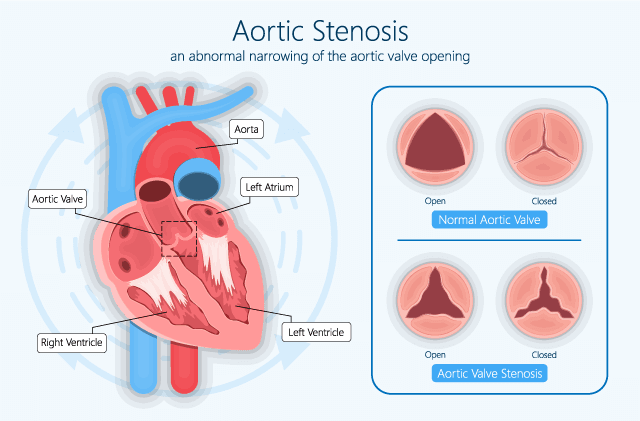 Aortic Stenosis
an abnormal narrowing of the aortic valve opening
Aorta
Left Atrium
Aortic Valve
Right Ventricle
Left Ventricle
Open
Closed
Normal Aortic Valve
Open
Closed
Aortic Valve Stenosis